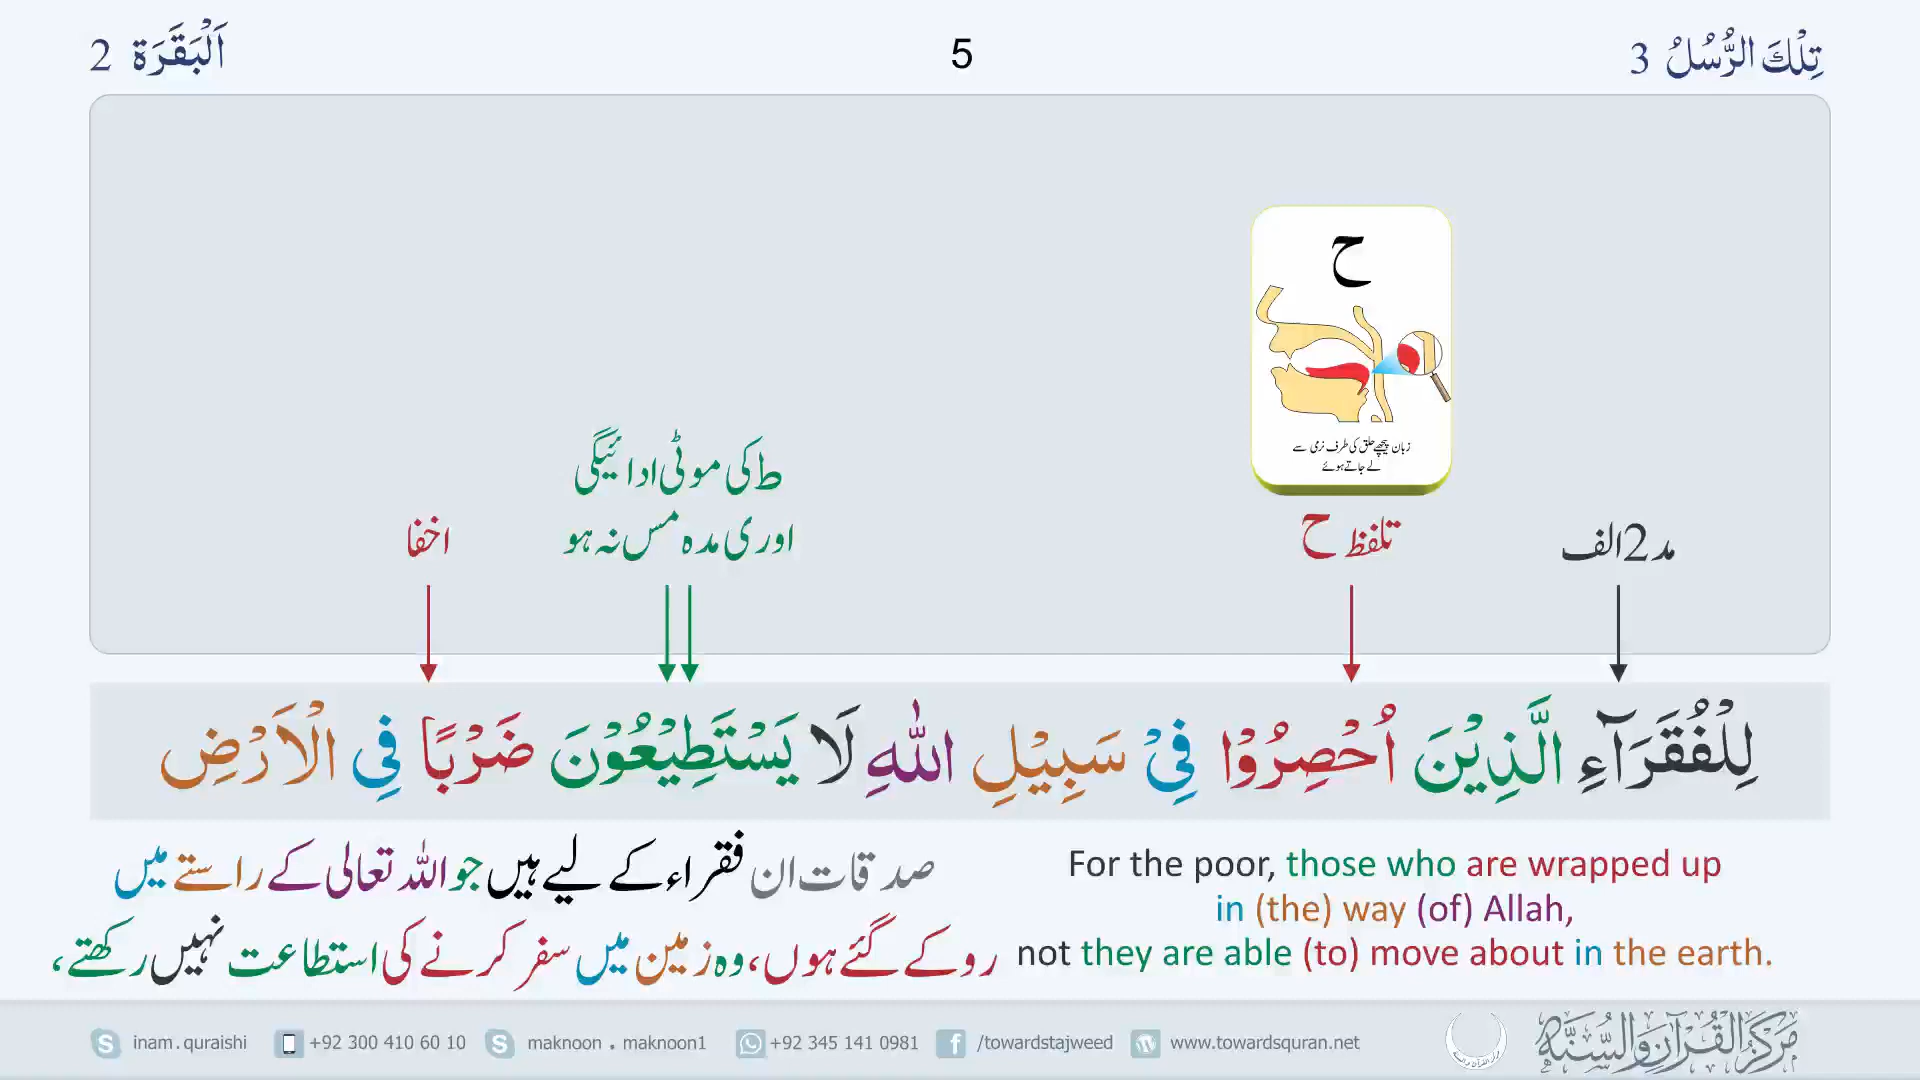 تِلْكَ الرُّسُلُ 3
5
اَلْبَقَرَة 2
ح
زبان پیچھے حلق کی طرف نرمی سے
لے جاتے ہوئے
مد 2 الف
تلفظ ح
ط کی موٹی ادائیگی
اور ی مدہ مس نہ ہو
اخفا
لِلْفُقَرَآءِ الَّذِيْنَ اُحْصِرُوْا فِيْ سَبِيْلِ اللّٰهِ لَا يَسْتَطِيْعُوْنَ ضَرْبًا فِي الْاَرْضِ
For the poor, those who are wrapped up
in (the) way (of) Allah,
not they are able (to) move about in the earth.
صدقات ان فقراء کے لیے ہیں جو اللہ تعالی کے راستے میں
روکے گئے ہوں، وہ زمین میں سفر کرنے کی استطاعت نہیں رکھتے،
inam.quraishi +92 300 410 60 10 maknoon . maknoon1 +92 345 141 0981 /towardstajweed www.towardsquran.net
مَركَزُ القُرآنِ وَالسُّنَّة